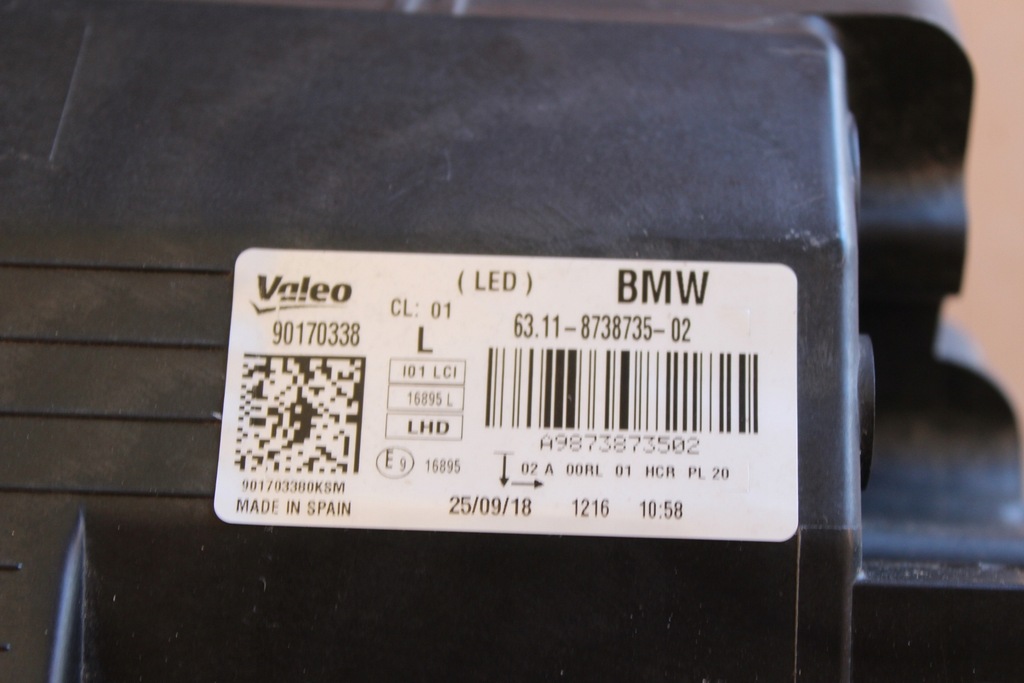 Valeo
90170338
901703380KSM
MADE IN SPAIN
( LED )
CL: 01
L
I01 LCI
16895 L
LHD
E9 16895
BMW
63.11-8738735-02
A9873873502
02 A 00RL 01 HCR PL 20
25/09/18 1216 10:58